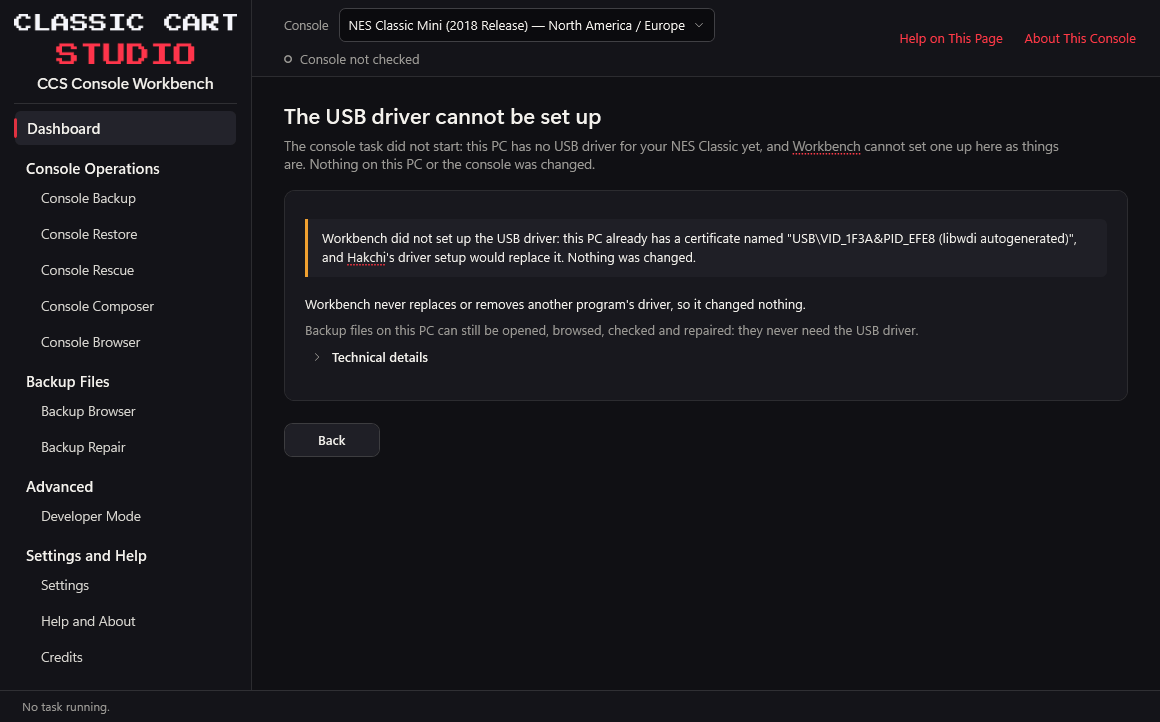 CLASSIC CART
STUDIO
CCS Console Workbench
Dashboard
Console Operations
Console Backup
Console Restore
Console Rescue
Console Composer
Console Browser
Backup Files
Backup Browser
Backup Repair
Advanced
Developer Mode
Settings and Help
Settings
Help and About
Credits
Console
NES Classic Mini (2018 Release) — North America / Europe
Console not checked
Help on This Page
About This Console
The USB driver cannot be set up
The console task did not start: this PC has no USB driver for your NES Classic yet, and Workbench cannot set one up here as things
are. Nothing on this PC or the console was changed.
Workbench did not set up the USB driver: this PC already has a certificate named "USB\VID_1F3A&PID_EFE8 (libwdi autogenerated)",
and Hakchi's driver setup would replace it. Nothing was changed.
Workbench never replaces or removes another program's driver, so it changed nothing.
Backup files on this PC can still be opened, browsed, checked and repaired: they never need the USB driver.
Technical details
Back
No task running.